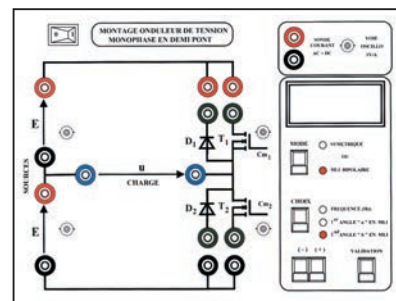 MONTAGE ONDULEUR DE TENSION
MONOPHASE EN DEMI PONT
SONDE
COURANT
AC + DC
VOIE
OSCILLO
1V/A
E
D1
T1
Cm1
SOURCES
u
CHARGE
D2
T2
Cm2
E
MODE
SYMETRIQUE
OU
MLI BIPOLAIRE
CHOIX
FREQUENCE (Hz)
1er ANGLE "α" EN MLI
2nd ANGLE "α" EN MLI
( - ) ( + )
VALIDATION